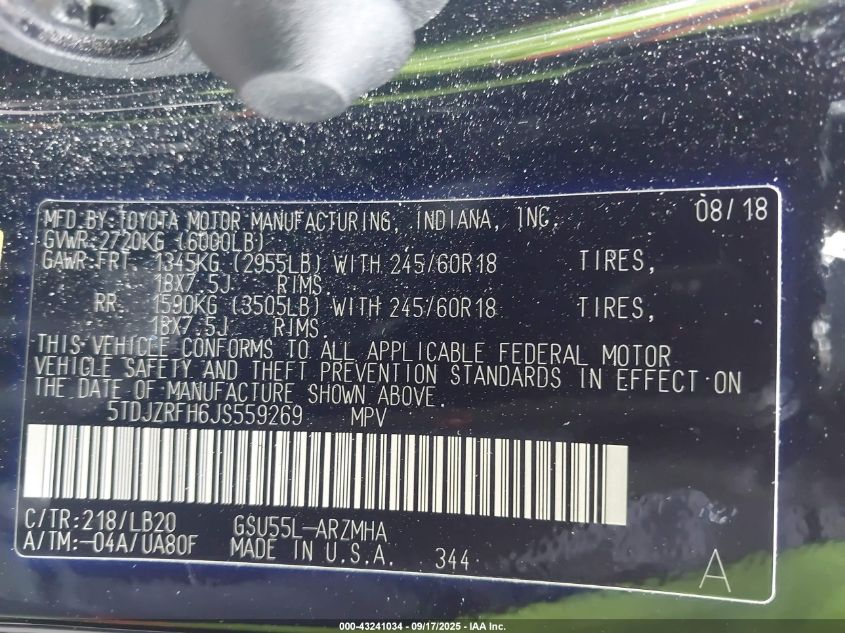 MFD.BY:TOYOTA MOTOR MANUFACTURING, INDIANA, INC. 08/18
GVWR:2720KG (6000LB)
GAWR:FRT. 1345KG (2955LB) WITH 245/60R18 TIRES,
18X7.5J RIMS
RR. 1590KG (3505LB) WITH 245/60R18 TIRES,
18X7.5J RIMS
THIS VEHICLE CONFORMS TO ALL APPLICABLE FEDERAL MOTOR
VEHICLE SAFETY AND THEFT PREVENTION STANDARDS IN EFFECT ON
THE DATE OF MANUFACTURE SHOWN ABOVE.
5TDJZRFH6JS559269 MPV
C/TR:218/LB20 GSU55L-ARZMHA
A/TM:-04A/UA80F MADE IN U.S.A. 344 A
000-43241034 - 09/17/2025 - IAA Inc.